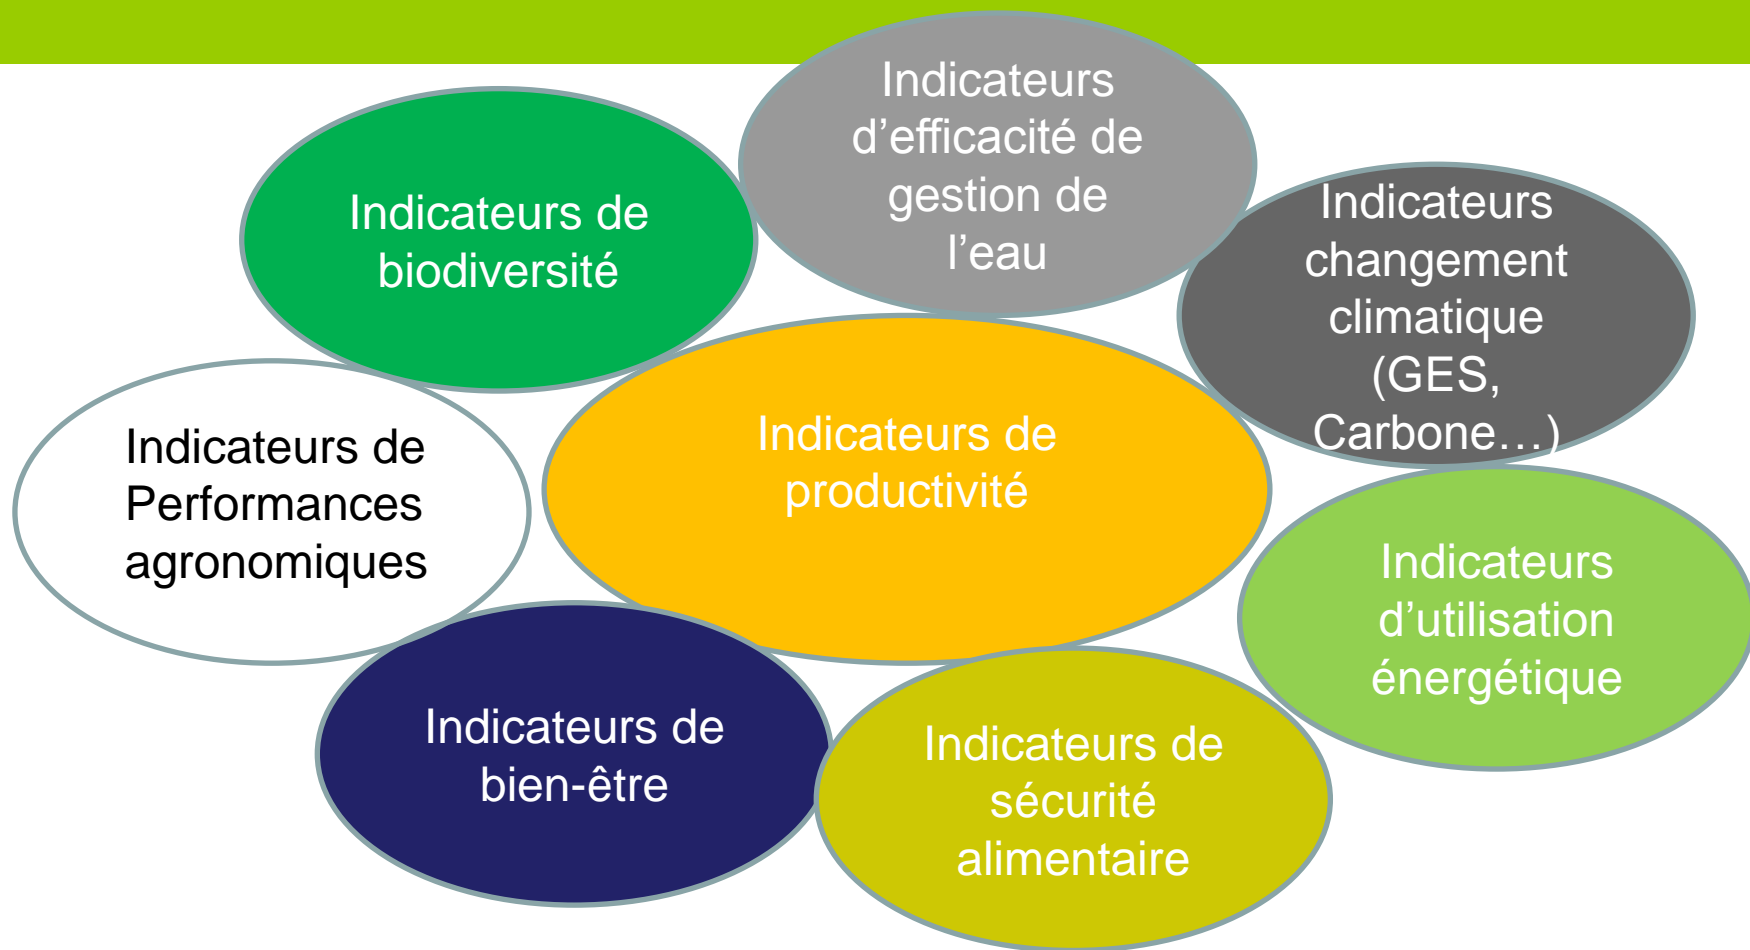 Indicateurs
d’efficacité de
gestion de
l’eau
Indicateurs de
biodiversité
Indicateurs
changement
climatique
(GES,
Carbone…)
Indicateurs de
Performances
agronomiques
Indicateurs de
productivité
Indicateurs
d’utilisation
énergétique
Indicateurs de
bien-être
Indicateurs de
sécurité
alimentaire